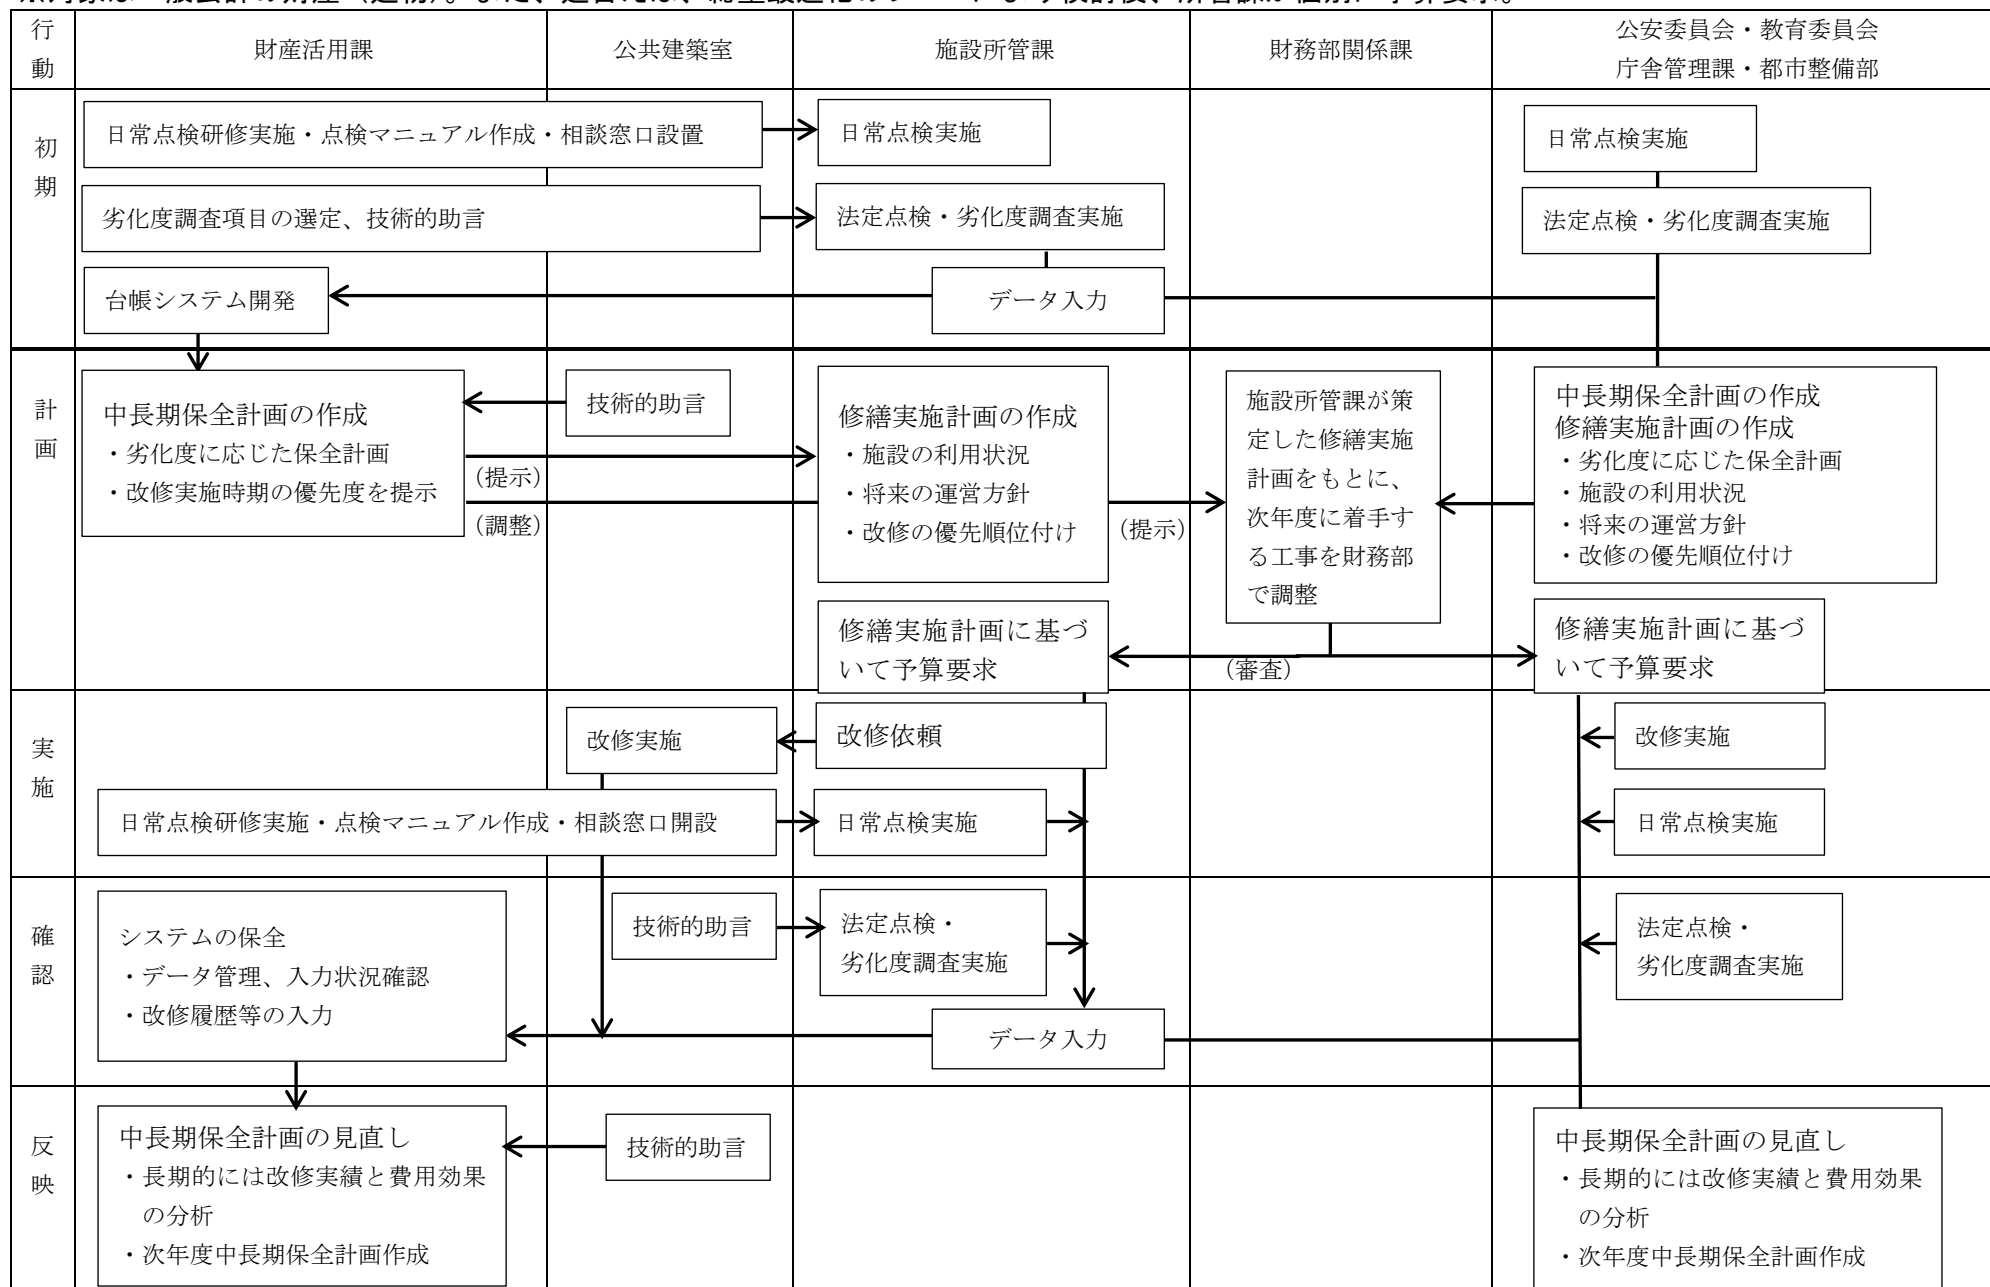 行動
財産活用課
公共建築室
施設所管課
財務部関係課
公安委員会・教育委員会
庁舎管理課・都市整備部
初期
日常点検研修実施・点検マニュアル作成・相談窓口設置
日常点検実施
日常点検実施
劣化度調査項目の選定、技術的助言
法定点検・劣化度調査実施
法定点検・劣化度調査実施
台帳システム開発
データ入力
計画
中長期保全計画の作成
・劣化度に応じた保全計画
・改修実施時期の優先度を提示
技術的助言
(提示)
(調整)
修繕実施計画の作成
・施設の利用状況
・将来の運営方針
・改修の優先順位付け
(提示)
施設所管課が策
定した修繕実施
計画をもとに、
次年度に着手す
る工事を財務部
で調整
中長期保全計画の作成
修繕実施計画の作成
・劣化度に応じた保全計画
・施設の利用状況
・将来の運営方針
・改修の優先順位付け
修繕実施計画に基づ
いて予算要求
(審査)
修繕実施計画に基づ
いて予算要求
実施
改修実施
改修依頼
改修実施
日常点検研修実施・点検マニュアル作成・相談窓口開設
日常点検実施
日常点検実施
確認
システムの保全
・データ管理、入力状況確認
・改修履歴等の入力
技術的助言
法定点検・
劣化度調査実施
法定点検・
劣化度調査実施
データ入力
反映
中長期保全計画の見直し
・長期的には改修実績と費用効果
の分析
・次年度中長期保全計画作成
技術的助言
中長期保全計画の見直し
・長期的には改修実績と費用効果
の分析
・次年度中長期保全計画作成